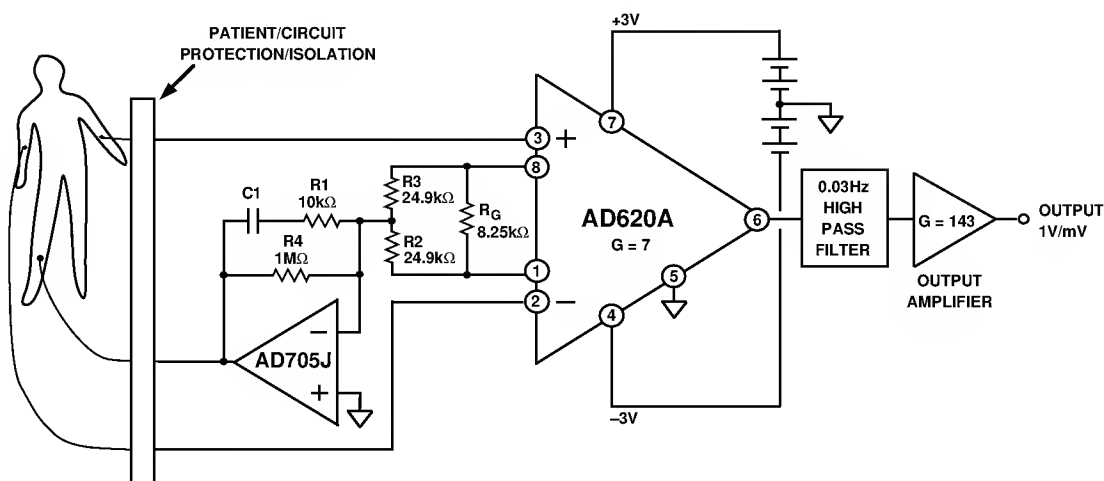 PATIENT/CIRCUIT
PROTECTION/ISOLATION
+3V
3
+
8
7
C1
R1
10kΩ
R3
24.9kΩ
RG
8.25kΩ
R4
1MΩ
R2
24.9kΩ
AD620A
G = 7
6
0.03Hz
HIGH
PASS
FILTER
G = 143
OUTPUT
1V/mV
OUTPUT
AMPLIFIER
1
2
−
5
4
−
AD705J
+
−3V